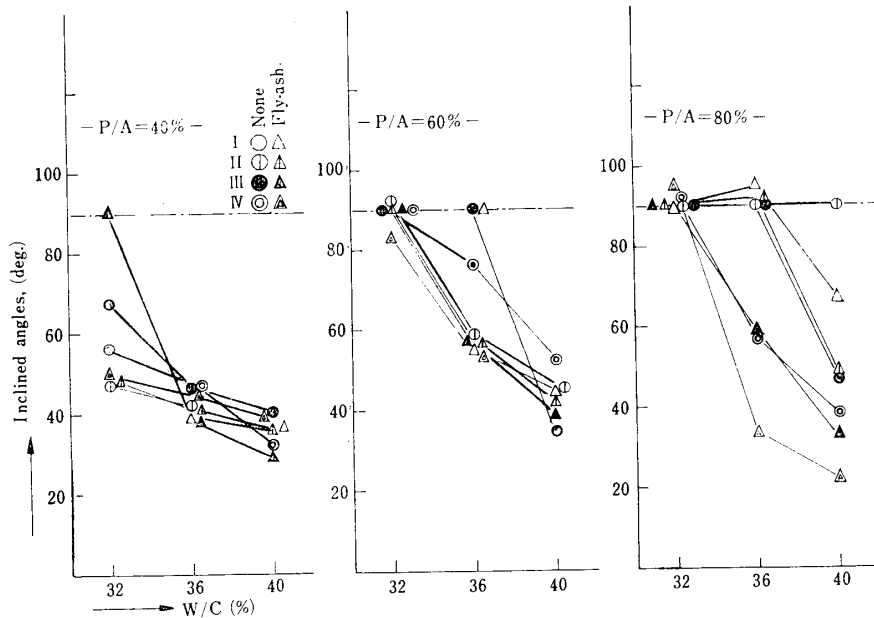 — P/A=40% —
None
Fly-ash.
I
II
III
IV
100
80
60
40
20
Inclined angles, (deg.)
32
36
40
W/C (%)
— P/A=60% —
100
80
60
40
20
32
36
40
— P/A=80% —
100
80
60
40
20
32
36
40